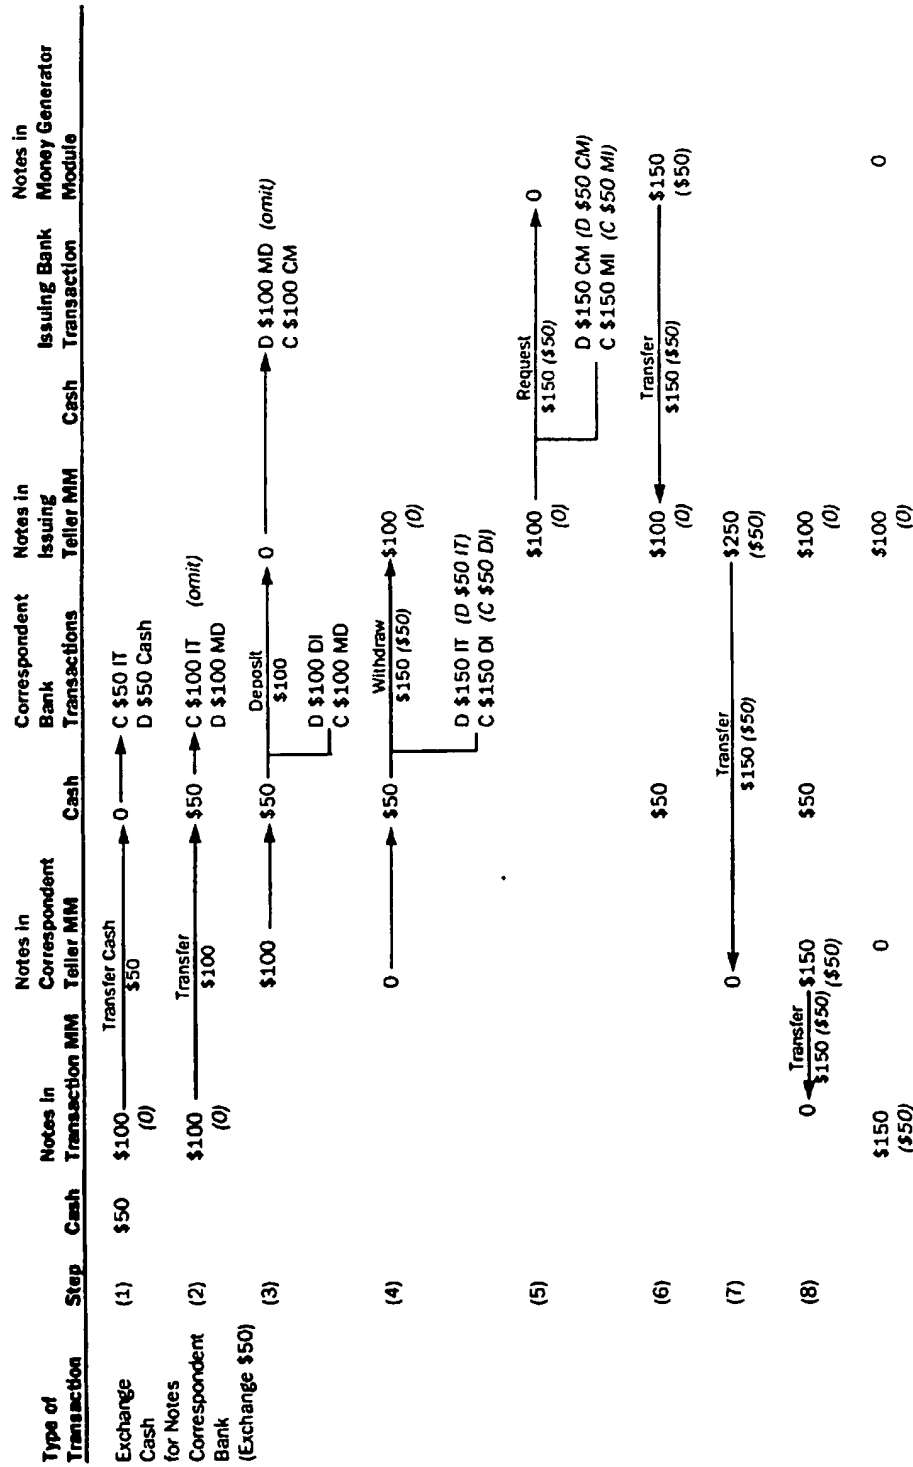 Type of Transaction
Step
Cash
Notes in Transaction MM
Notes in Correspondent Teller MM
Cash
Correspondent Bank Transactions
Notes in Issuing Teller MM
Cash
Issuing Bank Transaction
Notes in Money Generator Module
Exchange
Cash
for Notes
Correspondent
Bank
(Exchange $50)
(1)
$50
$100
(0)
Transfer Cash
$50
0
C $50 IT
D $50 Cash
(2)
$100
(0)
Transfer
$100
$50
C $100 IT (omit)
D $100 MD
(3)
$100
$50
Deposit
$100
D $100 DI
C $100 MD
0
D $100 MD (omit)
C $100 CM
(4)
0
$50
Withdraw
$150 ($50)
D $150 IT (D $50 IT)
C $150 DI (C $50 DI)
$100
(0)
(5)
$100
(0)
Request
$150 ($50)
D $150 CM (D $50 CM)
C $150 MI (C $50 MI)
0
(6)
$50
$100
(0)
Transfer
$150 ($50)
$150
($50)
(7)
0
Transfer
$150 ($50)
$250
($50)
(8)
0
Transfer
$150 ($50)
$150
($50)
$50
$100
(0)
$150
($50)
0
$100
(0)
0